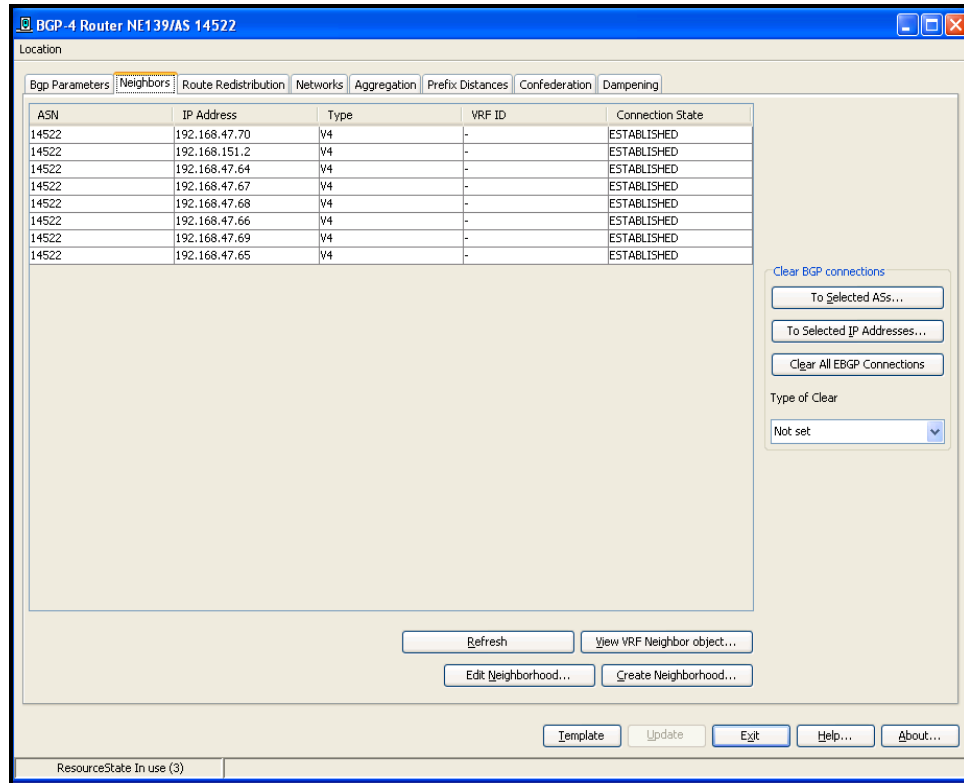 BGP-4 Router NE139/AS 14522
Location
Bgp Parameters Neighbors Route Redistribution Networks Aggregation Prefix Distances Confederation Dampening
ASN IP Address Type VRF ID Connection State
14522 192.168.47.70 V4 - ESTABLISHED
14522 192.168.151.2 V4 - ESTABLISHED
14522 192.168.47.64 V4 - ESTABLISHED
14522 192.168.47.67 V4 - ESTABLISHED
14522 192.168.47.68 V4 - ESTABLISHED
14522 192.168.47.66 V4 - ESTABLISHED
14522 192.168.47.69 V4 - ESTABLISHED
14522 192.168.47.65 V4 - ESTABLISHED
Clear BGP connections
To Selected ASs...
To Selected IP Addresses...
Clear All EBGP Connections
Type of Clear
Not set
Refresh View VRF Neighbor object...
Edit Neighborhood... Create Neighborhood...
Template Update Exit Help... About...
ResourceState In use (3)